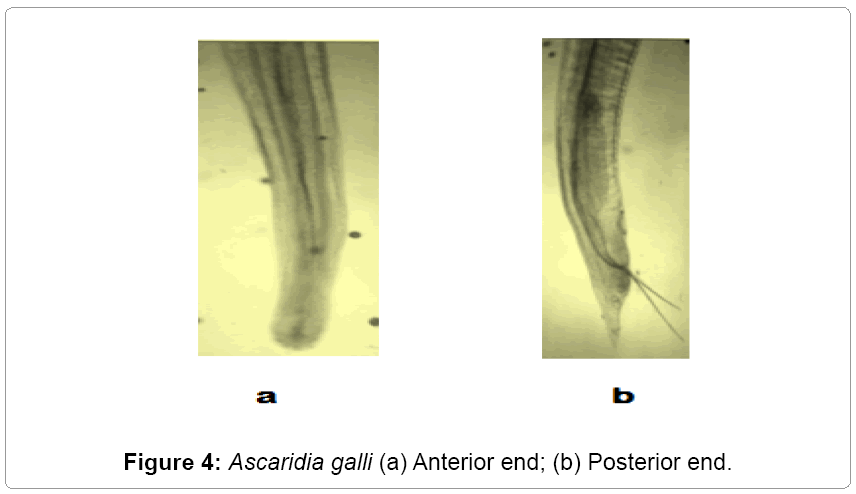 a
b
Figure 4: Ascaridia galli (a) Anterior end; (b) Posterior end.